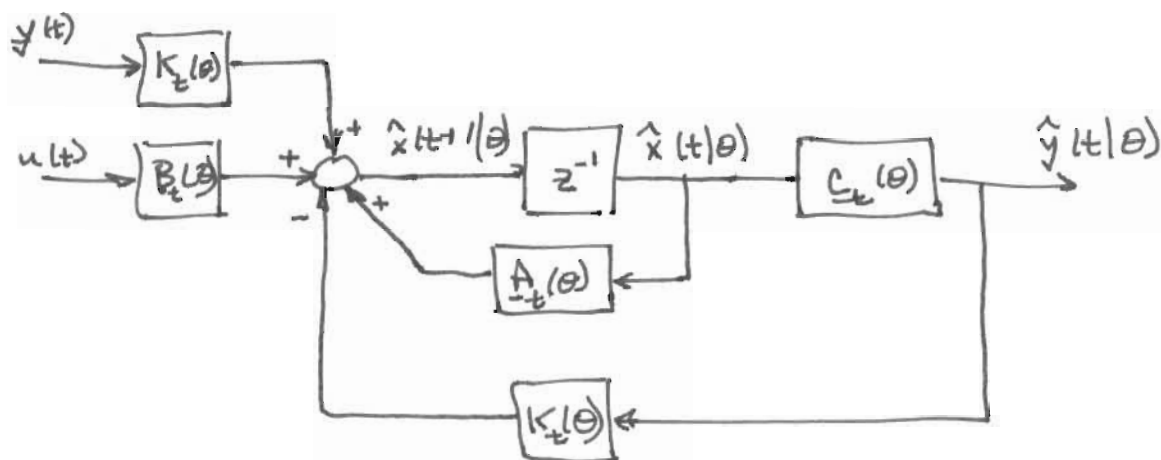 y(t)
K_t(θ)
+
u(t)
B_t(θ)
+
x̂(t+1|θ)
z⁻¹
x̂(t|θ)
C_t(θ)
ŷ(t|θ)
-
+
A_t(θ)
K_t(θ)